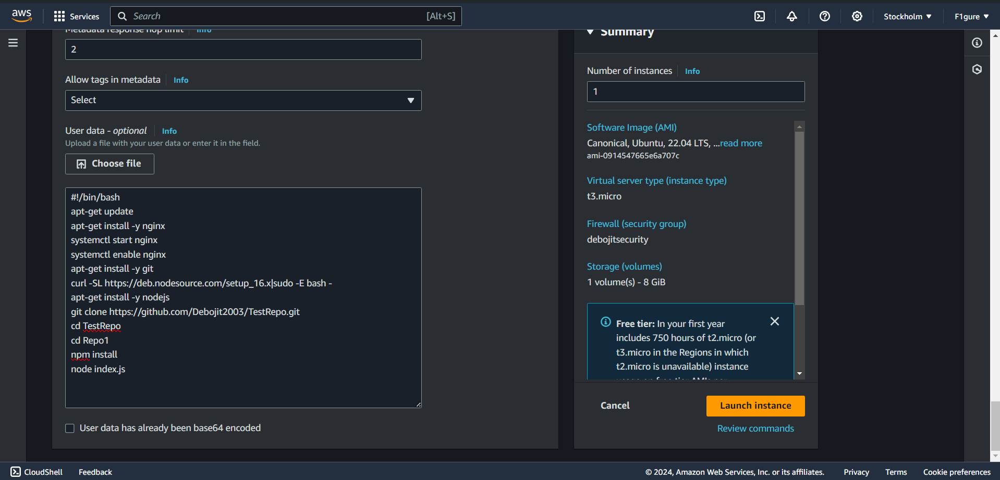 aws
Services
Search
[Alt+S]
Stockholm
F1gure
Metadata response hop limit
Info
2
Allow tags in metadata
Info
Select
User data - optional
Info
Upload a file with your user data or enter it in the field.
Choose file
#!/bin/bash
apt-get update
apt-get install -y nginx
systemctl start nginx
systemctl enable nginx
apt-get install -y git
curl -SL https://deb.nodesource.com/setup_16.x|sudo -E bash -
apt-get install -y nodejs
git clone https://github.com/Debojit2003/TestRepo.git
cd TestRepo
cd Repo1
npm install
node index.js
User data has already been base64 encoded
Summary
Number of instances
Info
1
Software Image (AMI)
Canonical, Ubuntu, 22.04 LTS, ...read more
ami-0914547665e6a707c
Virtual server type (instance type)
t3.micro
Firewall (security group)
debojitsecurity
Storage (volumes)
1 volume(s) - 8 GiB
Free tier: In your first year
includes 750 hours of t2.micro (or
t3.micro in the Regions in which
t2.micro is unavailable) instance
usage on free tier AMIs per
Cancel
Launch instance
Review commands
CloudShell
Feedback
© 2024, Amazon Web Services, Inc. or its affiliates.
Privacy
Terms
Cookie preferences